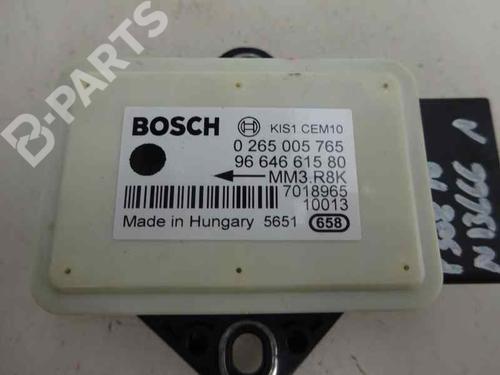 B-PARTS
BOSCH KIS1 CEM10
0 265 005 765
96 646 615 80
MM3.R8K
7018965
10013
Made in Hungary 5651 658
N 13666 N